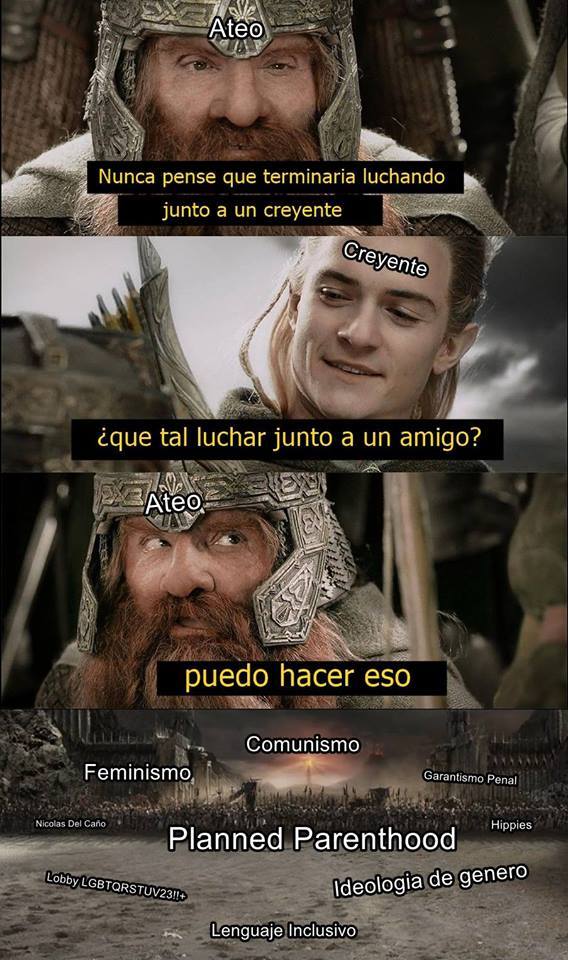 Ateo
Nunca pense que terminaria luchando
junto a un creyente
Creyente
¿que tal luchar junto a un amigo?
Ateo
puedo hacer eso
Comunismo
Feminismo
Garantismo Penal
Nicolas Del Caño
Hippies
Planned Parenthood
Lobby LGBTQRSTUV23!!+
Ideologia de genero
Lenguaje Inclusivo